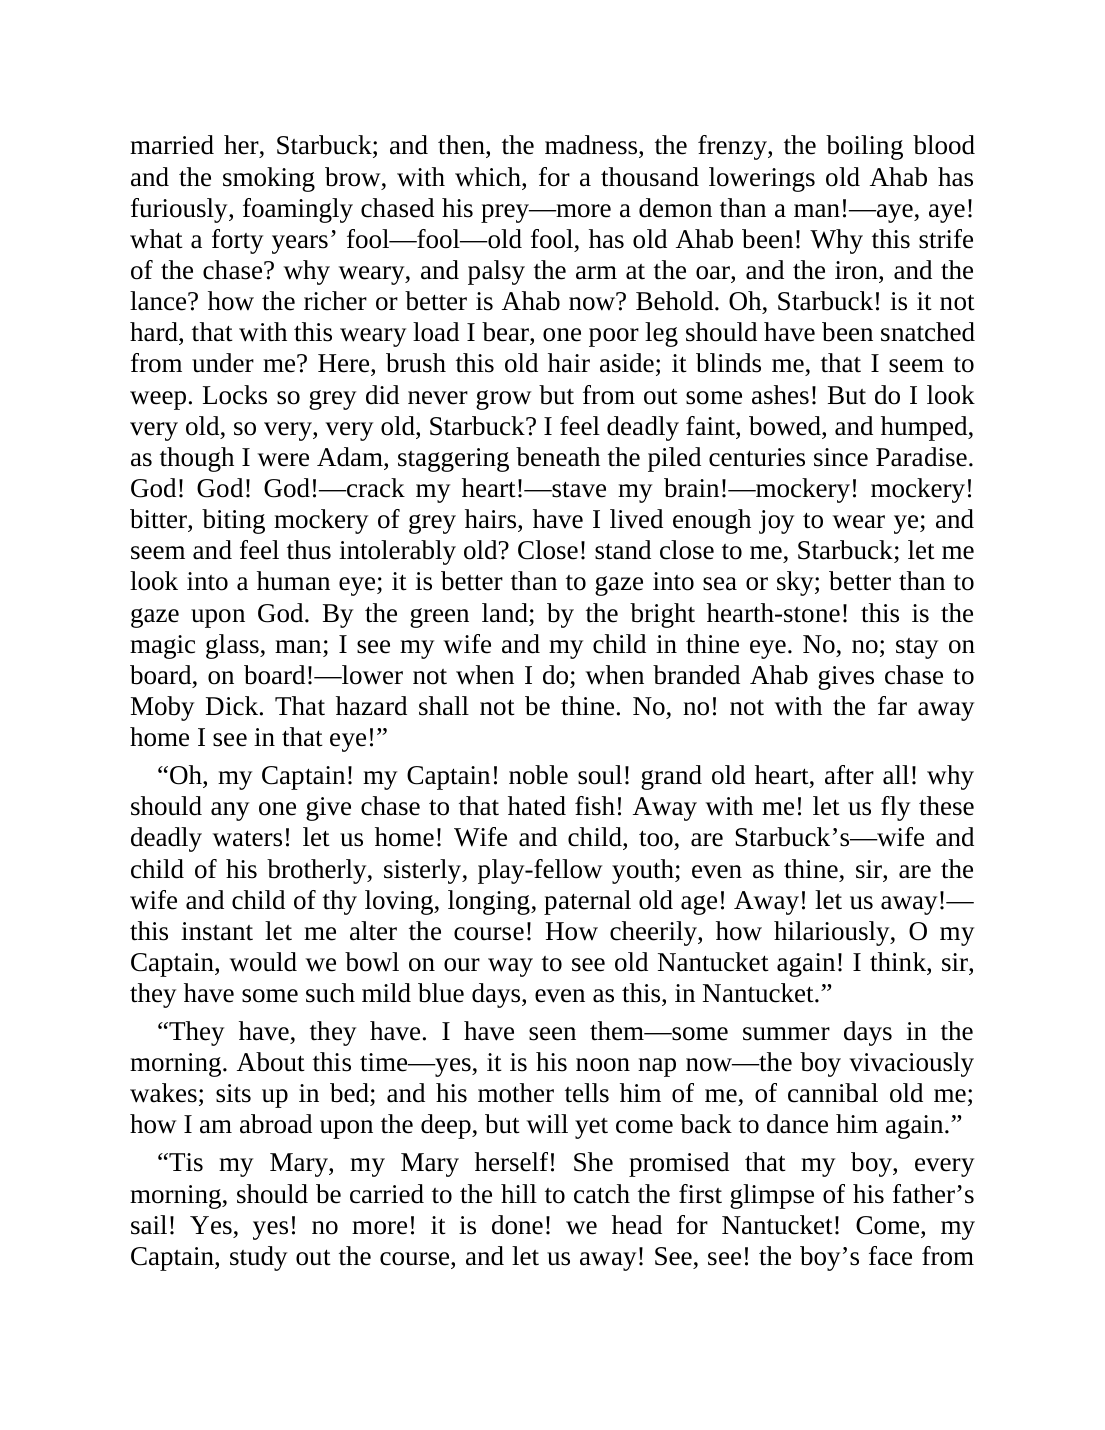 married her, Starbuck; and then, the madness, the frenzy, the boiling blood
and the smoking brow, with which, for a thousand lowerings old Ahab has
furiously, foamingly chased his prey—more a demon than a man!—aye, aye!
what a forty years’ fool—fool—old fool, has old Ahab been! Why this strife
of the chase? why weary, and palsy the arm at the oar, and the iron, and the
lance? how the richer or better is Ahab now? Behold. Oh, Starbuck! is it not
hard, that with this weary load I bear, one poor leg should have been snatched
from under me? Here, brush this old hair aside; it blinds me, that I seem to
weep. Locks so grey did never grow but from out some ashes! But do I look
very old, so very, very old, Starbuck? I feel deadly faint, bowed, and humped,
as though I were Adam, staggering beneath the piled centuries since Paradise.
God! God! God!—crack my heart!—stave my brain!—mockery! mockery!
bitter, biting mockery of grey hairs, have I lived enough joy to wear ye; and
seem and feel thus intolerably old? Close! stand close to me, Starbuck; let me
look into a human eye; it is better than to gaze into sea or sky; better than to
gaze upon God. By the green land; by the bright hearth-stone! this is the
magic glass, man; I see my wife and my child in thine eye. No, no; stay on
board, on board!—lower not when I do; when branded Ahab gives chase to
Moby Dick. That hazard shall not be thine. No, no! not with the far away
home I see in that eye!”
“Oh, my Captain! my Captain! noble soul! grand old heart, after all! why
should any one give chase to that hated fish! Away with me! let us fly these
deadly waters! let us home! Wife and child, too, are Starbuck’s—wife and
child of his brotherly, sisterly, play-fellow youth; even as thine, sir, are the
wife and child of thy loving, longing, paternal old age! Away! let us away!—
this instant let me alter the course! How cheerily, how hilariously, O my
Captain, would we bowl on our way to see old Nantucket again! I think, sir,
they have some such mild blue days, even as this, in Nantucket.”
“They have, they have. I have seen them—some summer days in the
morning. About this time—yes, it is his noon nap now—the boy vivaciously
wakes; sits up in bed; and his mother tells him of me, of cannibal old me;
how I am abroad upon the deep, but will yet come back to dance him again.”
“Tis my Mary, my Mary herself! She promised that my boy, every
morning, should be carried to the hill to catch the first glimpse of his father’s
sail! Yes, yes! no more! it is done! we head for Nantucket! Come, my
Captain, study out the course, and let us away! See, see! the boy’s face from